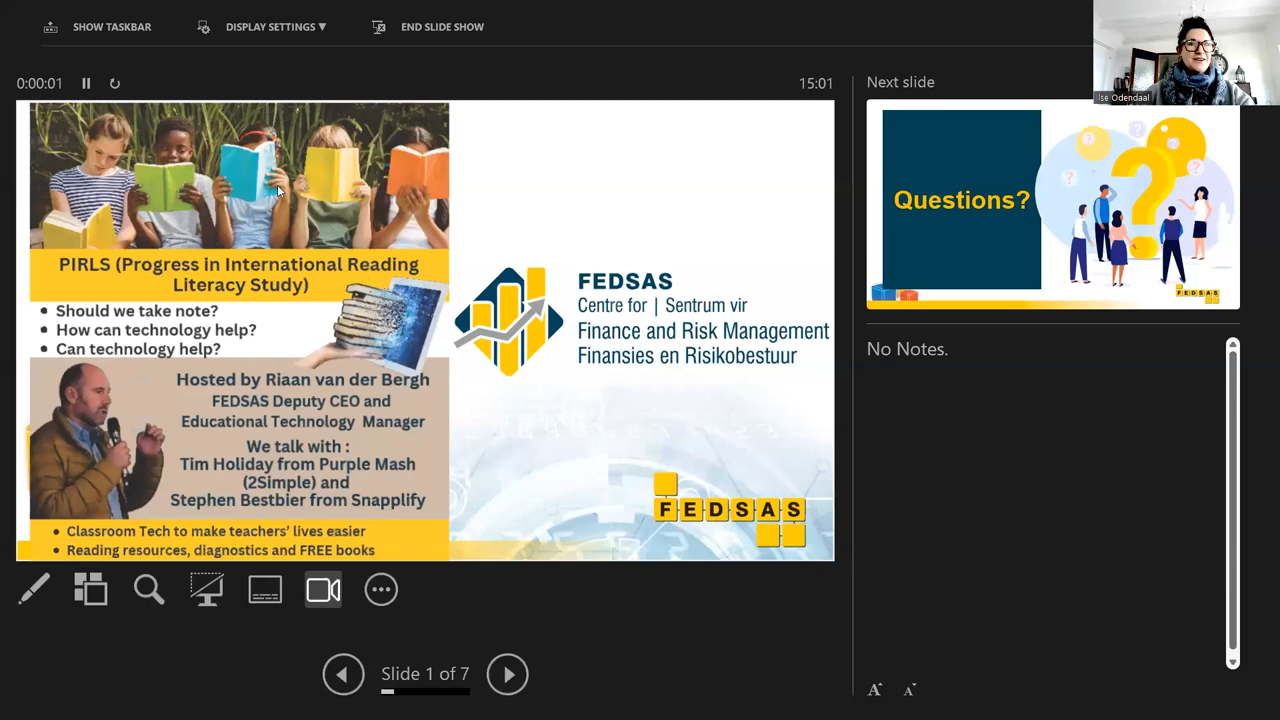 SHOW TASKBAR
DISPLAY SETTINGS ▼
END SLIDE SHOW
0:00:01
15:01
PIRLS (Progress in International Reading
Literacy Study)
• Should we take note?
• How can technology help?
• Can technology help?
Hosted by Riaan van der Bergh
FEDSAS Deputy CEO and
Educational Technology Manager
We talk with :
Tim Holiday from Purple Mash
(2Simple) and
Stephen Bestbier from Snapplify
• Classroom Tech to make teachers' lives easier
• Reading resources, diagnostics and FREE books
FEDSAS
Centre for | Sentrum vir
Finance and Risk Management
Finansies en Risikobestuur
FEDSAS
Slide 1 of 7
Next slide
Questions?
FEDSAS
No Notes.
A
A
Ilse Odendaal